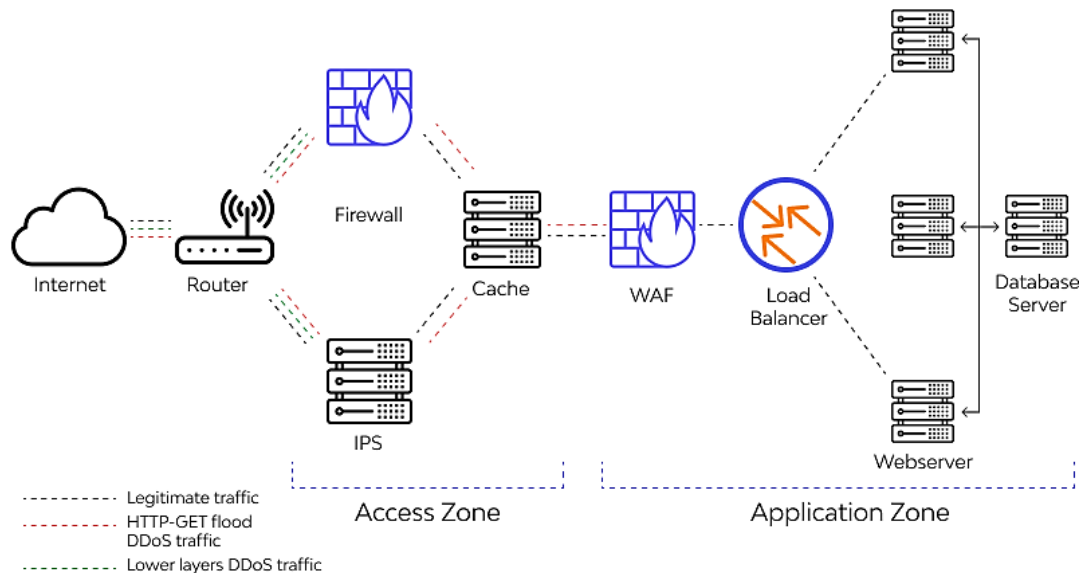 Firewall
Internet
Router
Cache
WAF
Load
Balancer
Database
Server
IPS
Webserver
Legitimate traffic
HTTP-GET flood
DDoS traffic
Lower layers DDoS traffic
Access Zone
Application Zone